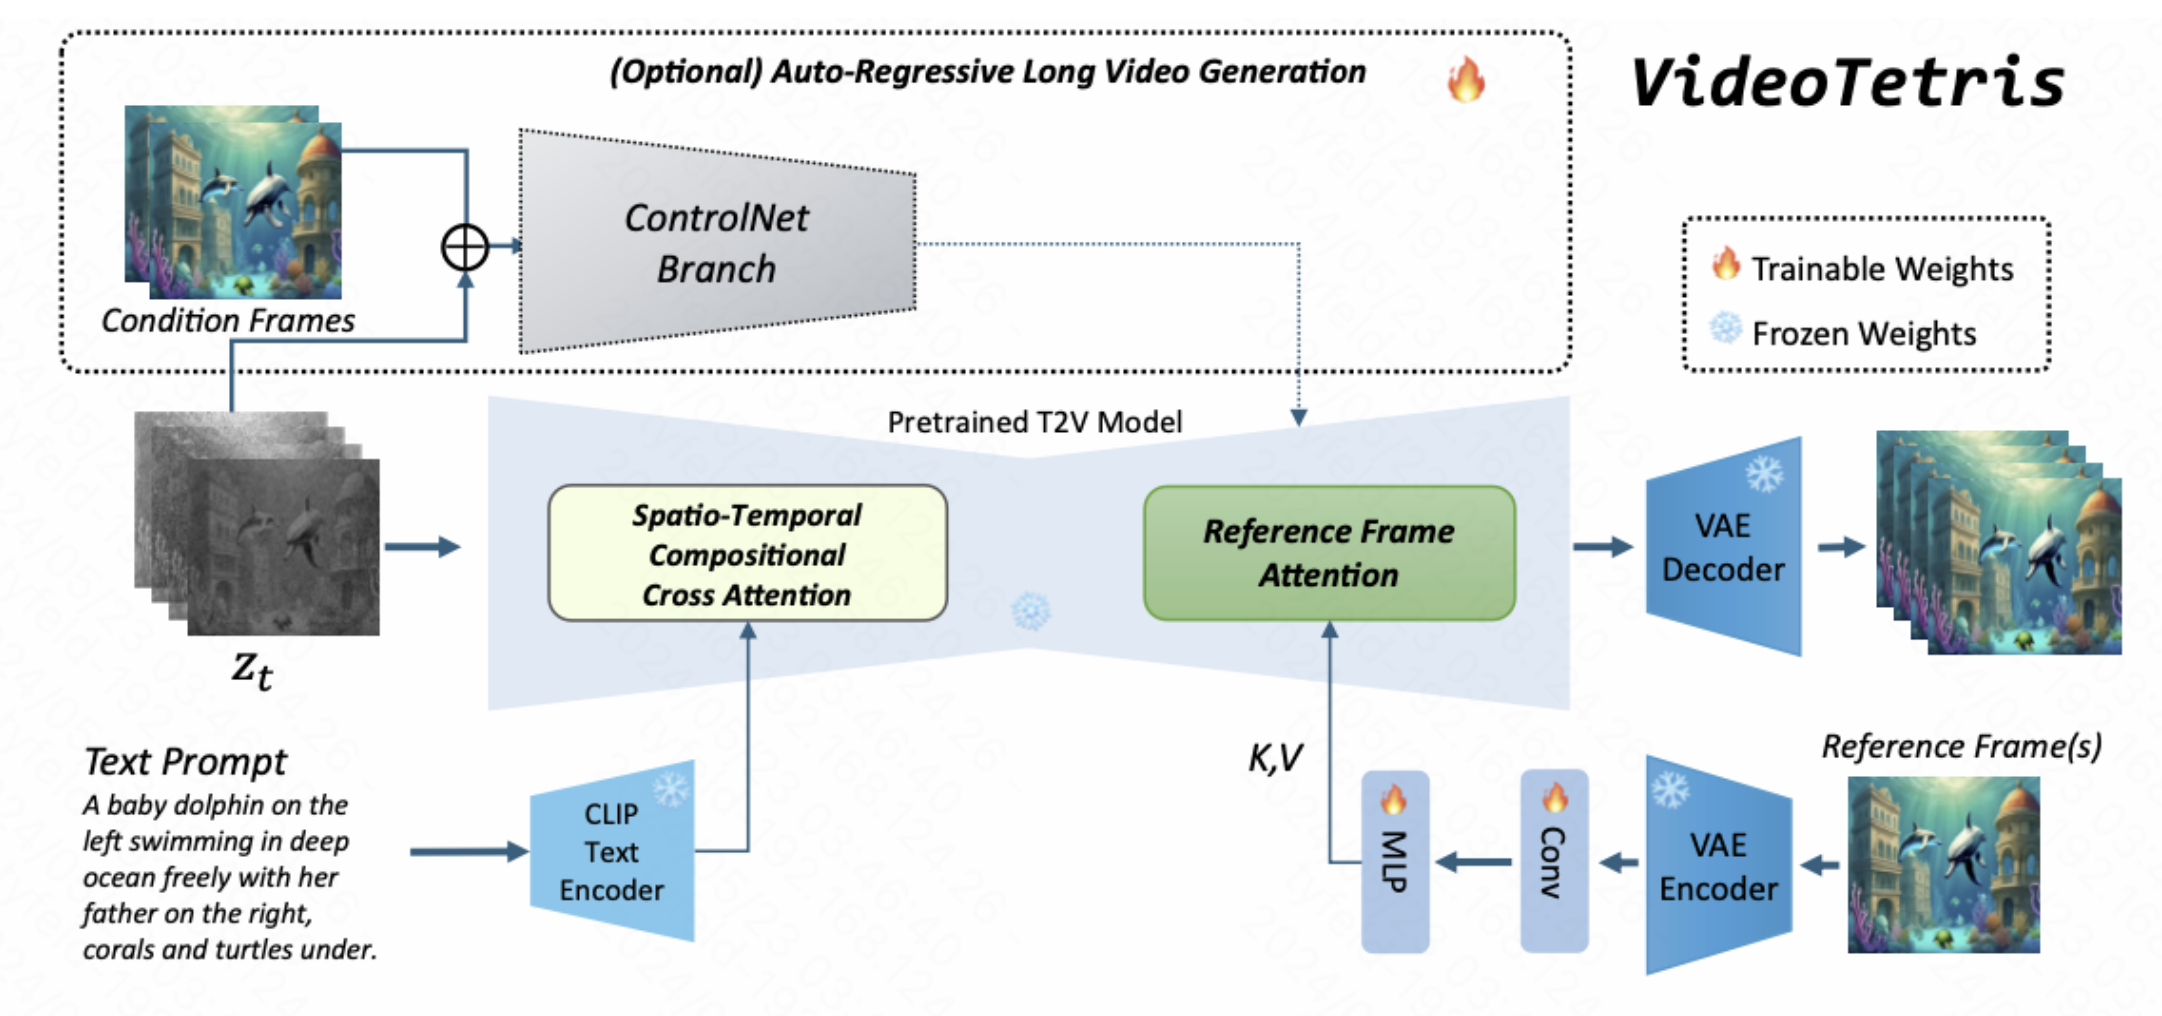 (Optional) Auto-Regressive Long Video Generation
VideoTetris
ControlNet
Branch
Condition Frames
Trainable Weights
Frozen Weights
Pretrained T2V Model
Spatio-Temporal
Compositional
Cross Attention
Reference Frame
Attention
VAE
Decoder
Zt
Text Prompt
A baby dolphin on the
left swimming in deep
ocean freely with her
father on the right,
corals and turtles under.
CLIP
Text
Encoder
K,V
MLP
Conv
VAE
Encoder
Reference Frame(s)